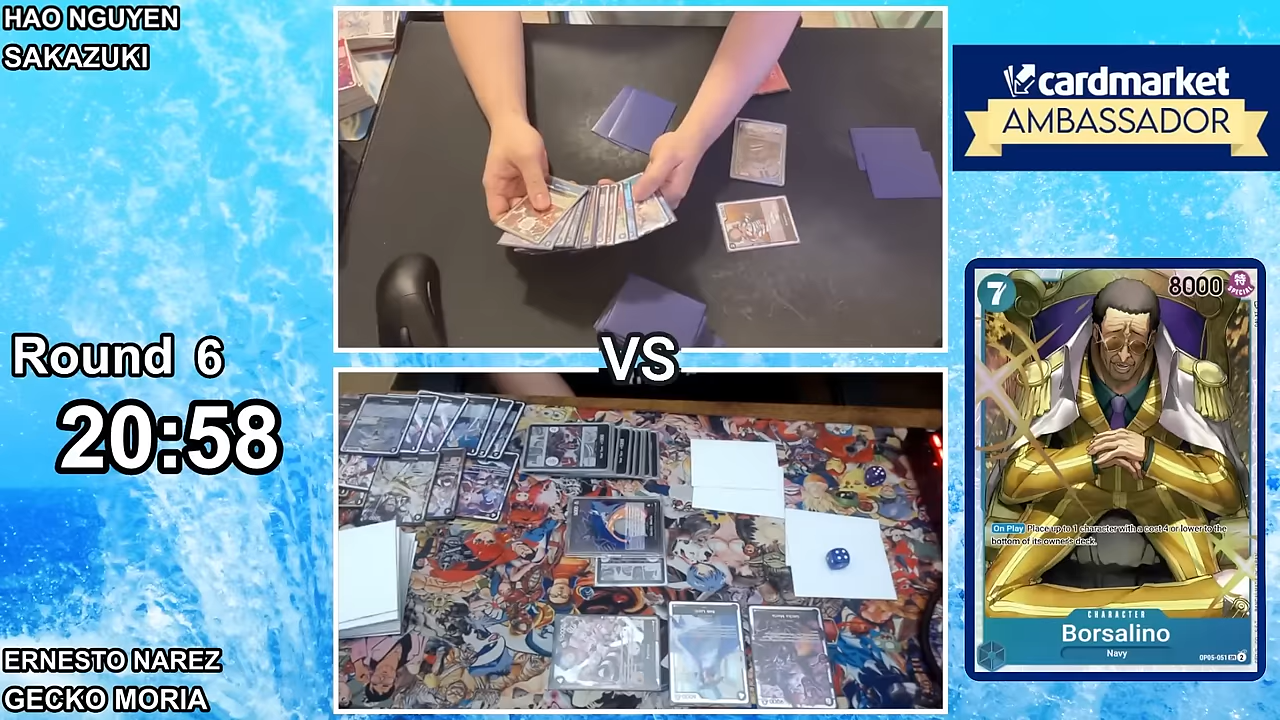 HAO NGUYEN
SAKAZUKI
Round 6
20:58
ERNESTO NAREZ
GECKO MORIA
VS
cardmarket
AMBASSADOR
7
8000
特
SPECIAL
On Play Place up to 1 character with a cost 4 or lower to the
bottom of its owner's deck.
CHARACTER
Borsalino
Navy
OP05-051